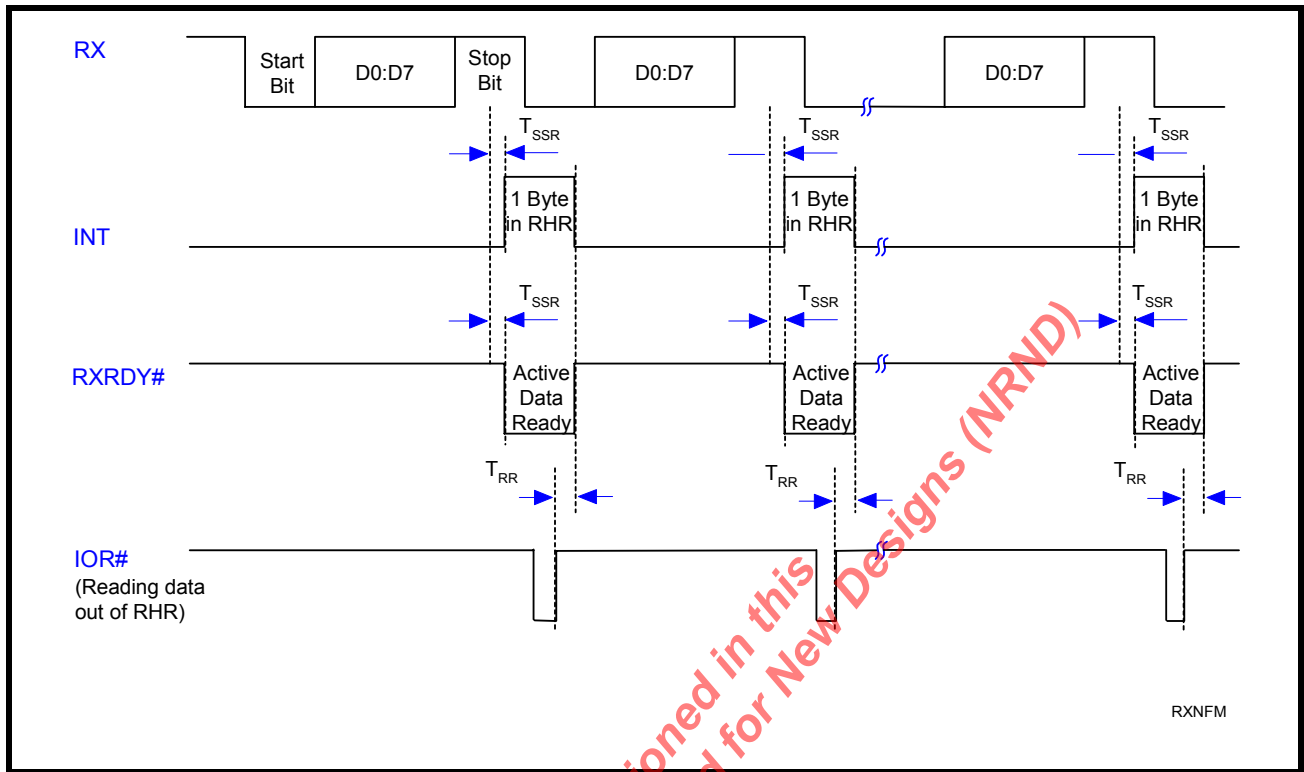 RX
Start
Bit
D0:D7
Stop
Bit
D0:D7
D0:D7
TSSR
TSSR
TSSR
INT
1 Byte
in RHR
1 Byte
in RHR
1 Byte
in RHR
TSSR
TSSR
TSSR
RXRDY#
Active
Data
Ready
Active
Data
Ready
Active
Data
Ready
TRR
TRR
TRR
IOR#
(Reading data
out of RHR)
ioned in this
d for New Designs (NRND)
RXNFM